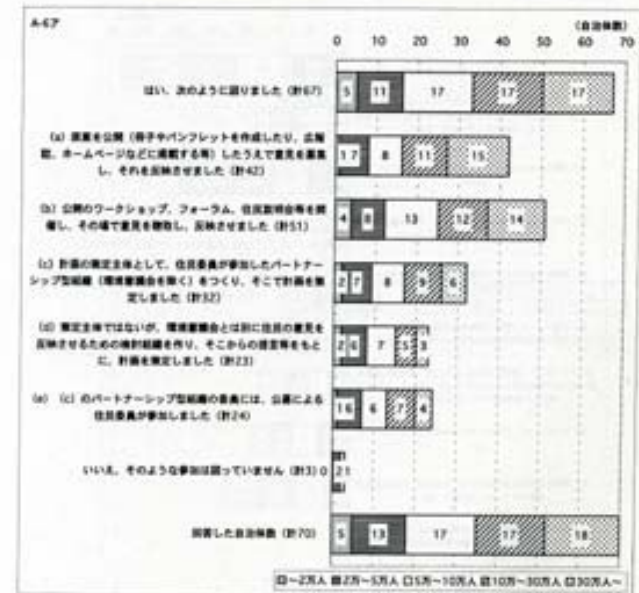 A-6ア
(自治体数)
0 10 20 30 40 50 60 70
はい、次のように図りました (計67)
5 11 17 17 17
(a) 原案を公開 (冊子やパンフレットを作成したり、広報
誌、ホームページなどに掲載する等) したうえで意見を募集
し、それを反映させました (計42)
1 7 8 11 15
(b) 公開のワークショップ、フォーラム、住民説明会等を開
催し、その場で意見を聴取し、反映させました (計51)
4 8 13 12 14
(c) 計画の策定主体として、住民委員が参加したパートナー
シップ型組織 (環境審議会を除く) をつくり、そこで計画を策
定しました (計32)
2 7 8 9 6
(d) 策定主体ではないが、環境審議会とは別に住民の意見を
反映させるための検討組織を作り、そこからの提言等をもと
に、計画を策定しました (計23)
2 6 7 5 3
(e) (c) のパートナーシップ型組織の委員には、公募による
住民委員が参加しました (計24)
1 6 6 7 4
いいえ、そのような参加は図っていません (計3) 0 2 1
回答した自治体数 (計70)
5 13 17 17 18
～2万人 2万～5万人 5万～10万人 10万～30万人 30万人～